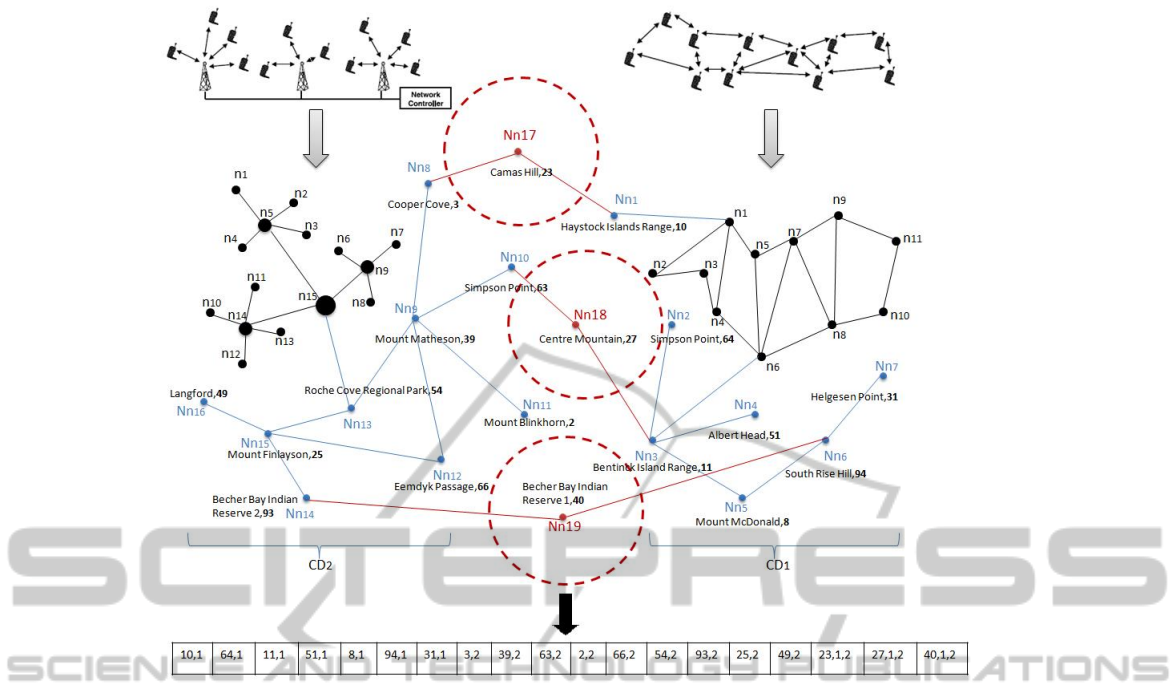 Network
Controller
Nn17
Camas Hill,23
Nn8
Cooper Cove,3
Nn1
Haystock Islands Range,10
n1
n2
n5
n3
n4
n6
n7
n9
n8
n15
n11
n10
n14
n13
n12
n1
n2
n3
n4
n5
n6
n7
n8
n9
n10
n11
Nn10
Simpson Point,63
Nn18
Centre Mountain,27
Nn2
Simpson Point,64
Nn9
Mount Matheson,39
Nn7
Helgesen Point,31
Langford,49
Nn16
Roche Cove Regional Park,54
Nn13
Nn11
Mount Blinkhorn,2
Nn4
Albert Head,51
Nn15
Mount Finlayson,25
Nn12
Eemdyk Passage,66
Nn3
Bentinck Island Range,11
Nn6
South Rise Hill,94
Becher Bay Indian
Reserve 2,93
Nn14
Becher Bay Indian
Reserve 1,40
Nn19
Nn5
Mount McDonald,8
CD2
CD1
SCITEPRESS
10,1 64,1 11,1 51,1 8,1 94,1 31,1 3,2 39,2 63,2 2,2 66,2 54,2 93,2 25,2 49,2 23,1,2 27,1,2 40,1,2
SCIENCE AND TECHNOLOGY PUBLICATIONS